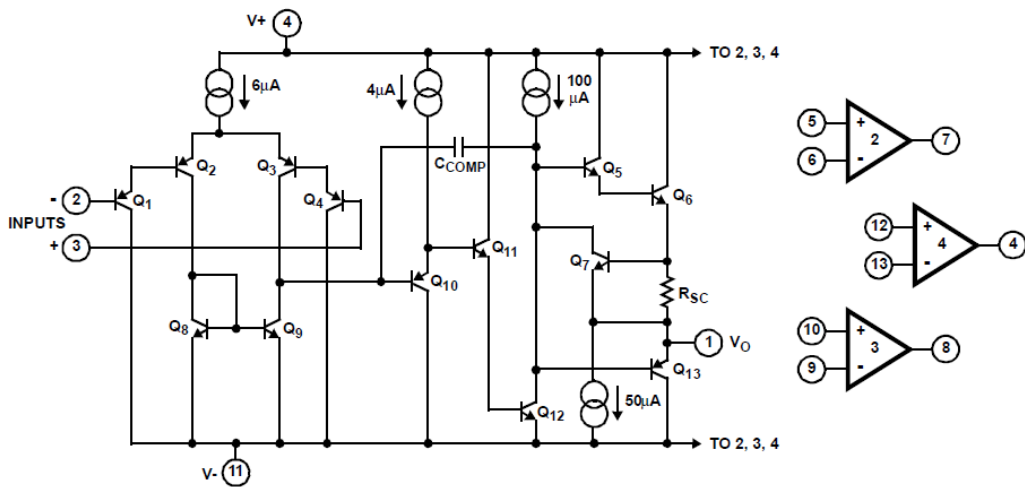 V+ 4
TO 2, 3, 4
6μA
4μA
100 μA
Q2
Q3
CCOMP
Q5
5 + 2 7
6 -
- 2
Q1
Q4
Q6
INPUTS
+ 3
Q11
Q7
12 + 4 4
13 -
Q10
RSC
Q8
Q9
1 VO
10 + 3 8
9 -
Q13
Q12
50μA
TO 2, 3, 4
V- 11